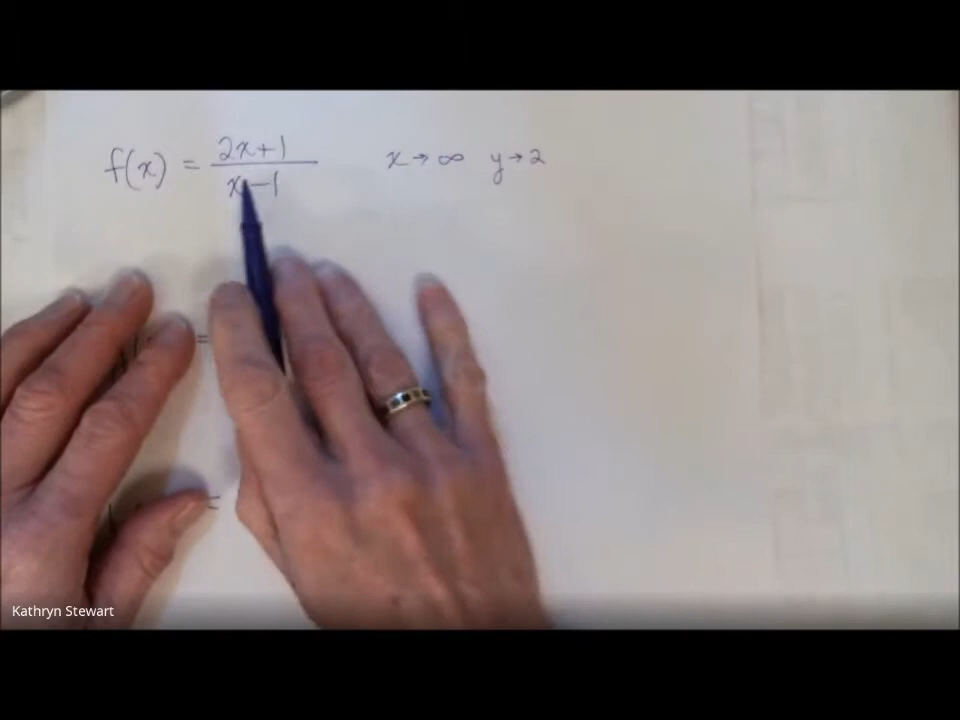 f(x) = 2x+1 / x-1 x→∞ y→2
=
=
Kathryn Stewart